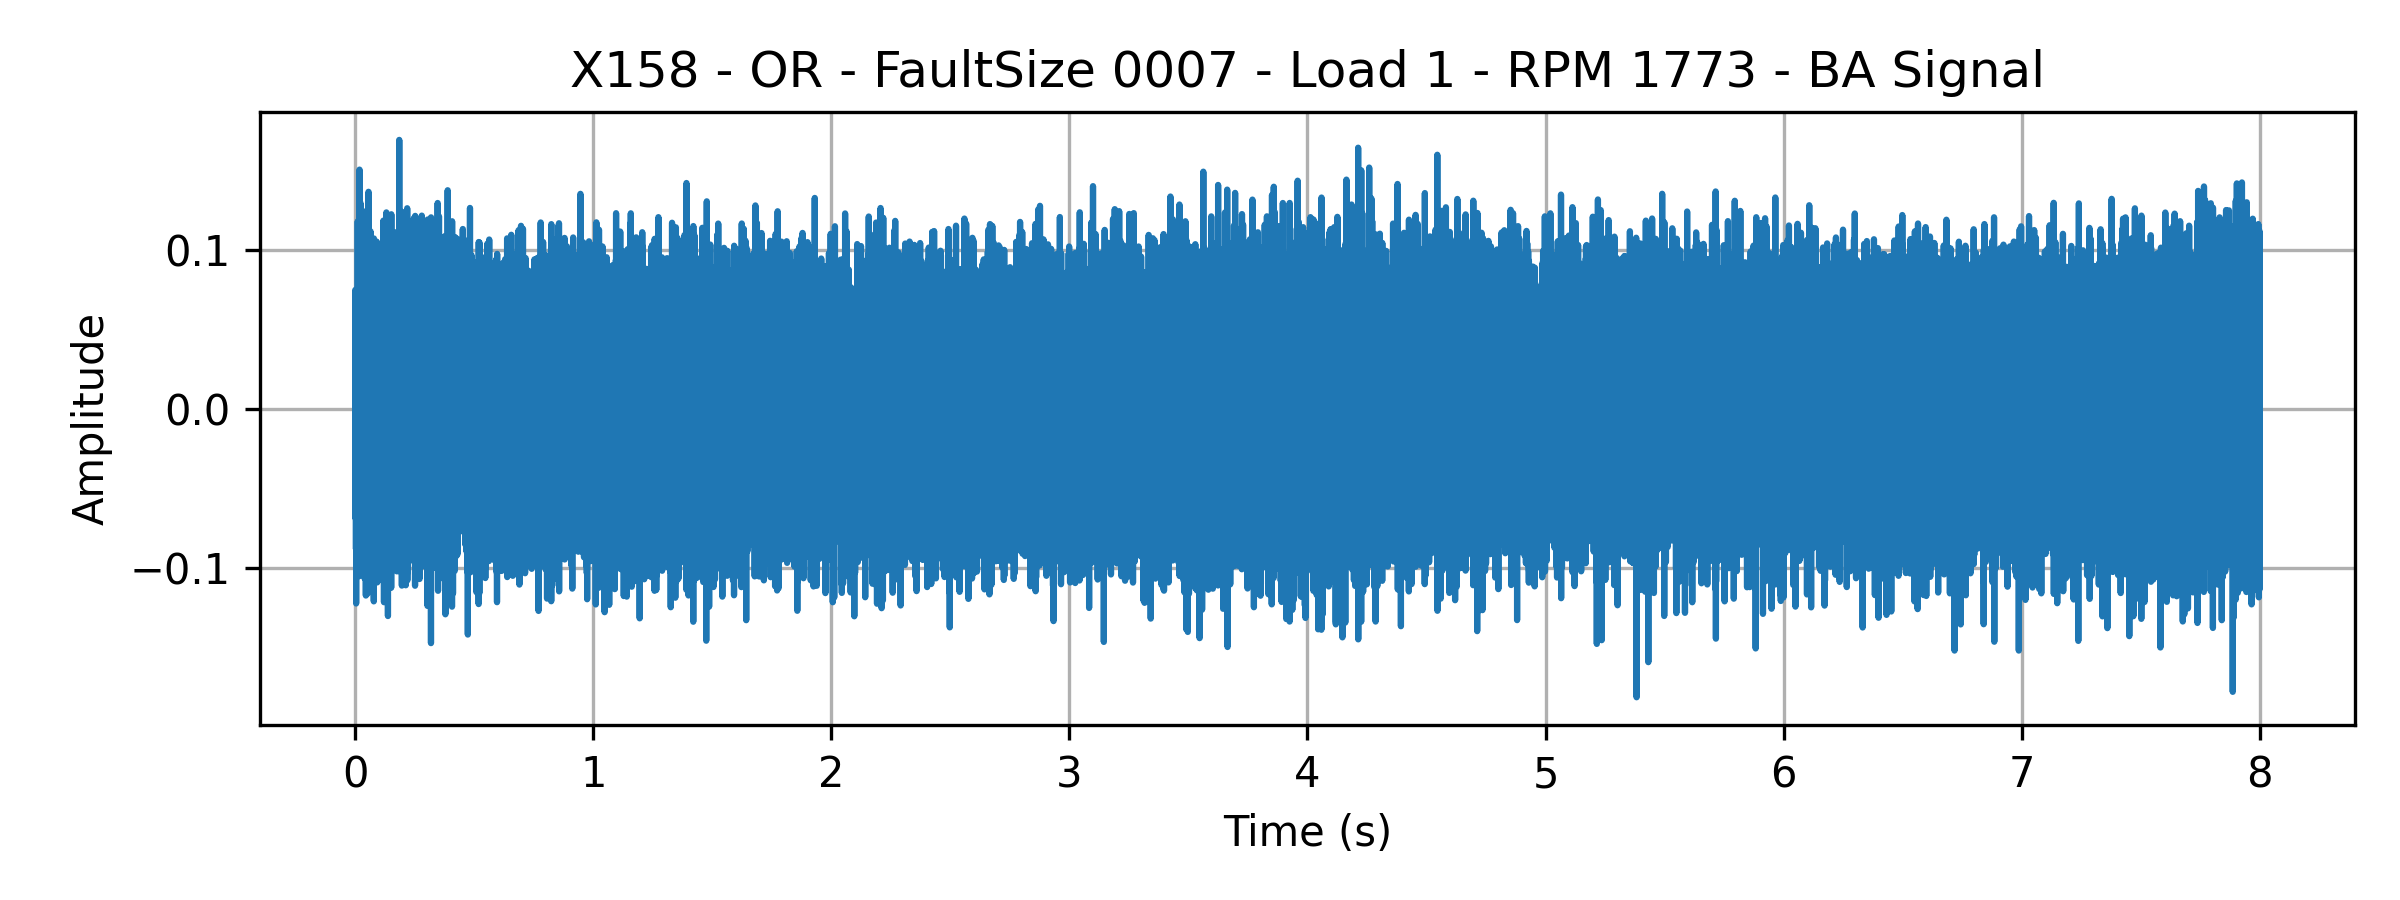 X158 - OR - FaultSize 0007 - Load 1 - RPM 1773 - BA Signal
Amplitude
0.1
0.0
−0.1
0 1 2 3 4 5 6 7 8
Time (s)